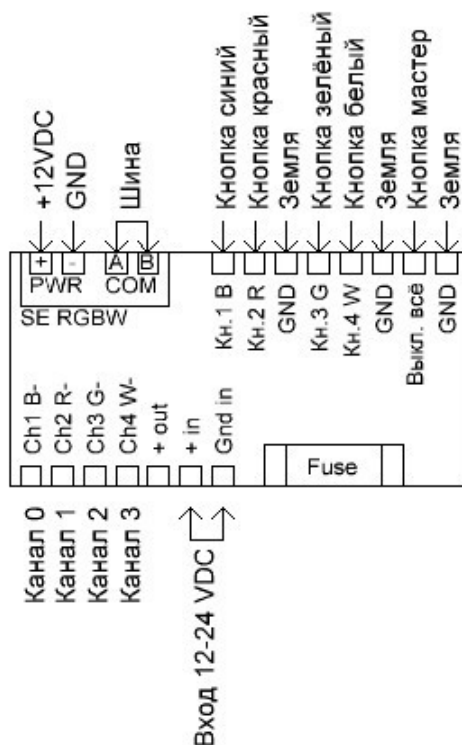 +12VDC
GND
Шина
Кнопка синий
Кнопка красный
Земля
Кнопка зелёный
Кнопка белый
Земля
Кнопка мастер
Земля
+
-
A
B
PWR
COM
SE RGBW
Кн.1 B
Кн.2 R
GND
Кн.3 G
Кн.4 W
GND
Выкл. всё
GND
Ch1 B-
Ch2 R-
Ch3 G-
Ch4 W-
+ out
+ in
Gnd in
Fuse
Канал 0
Канал 1
Канал 2
Канал 3
Вход 12-24 VDC